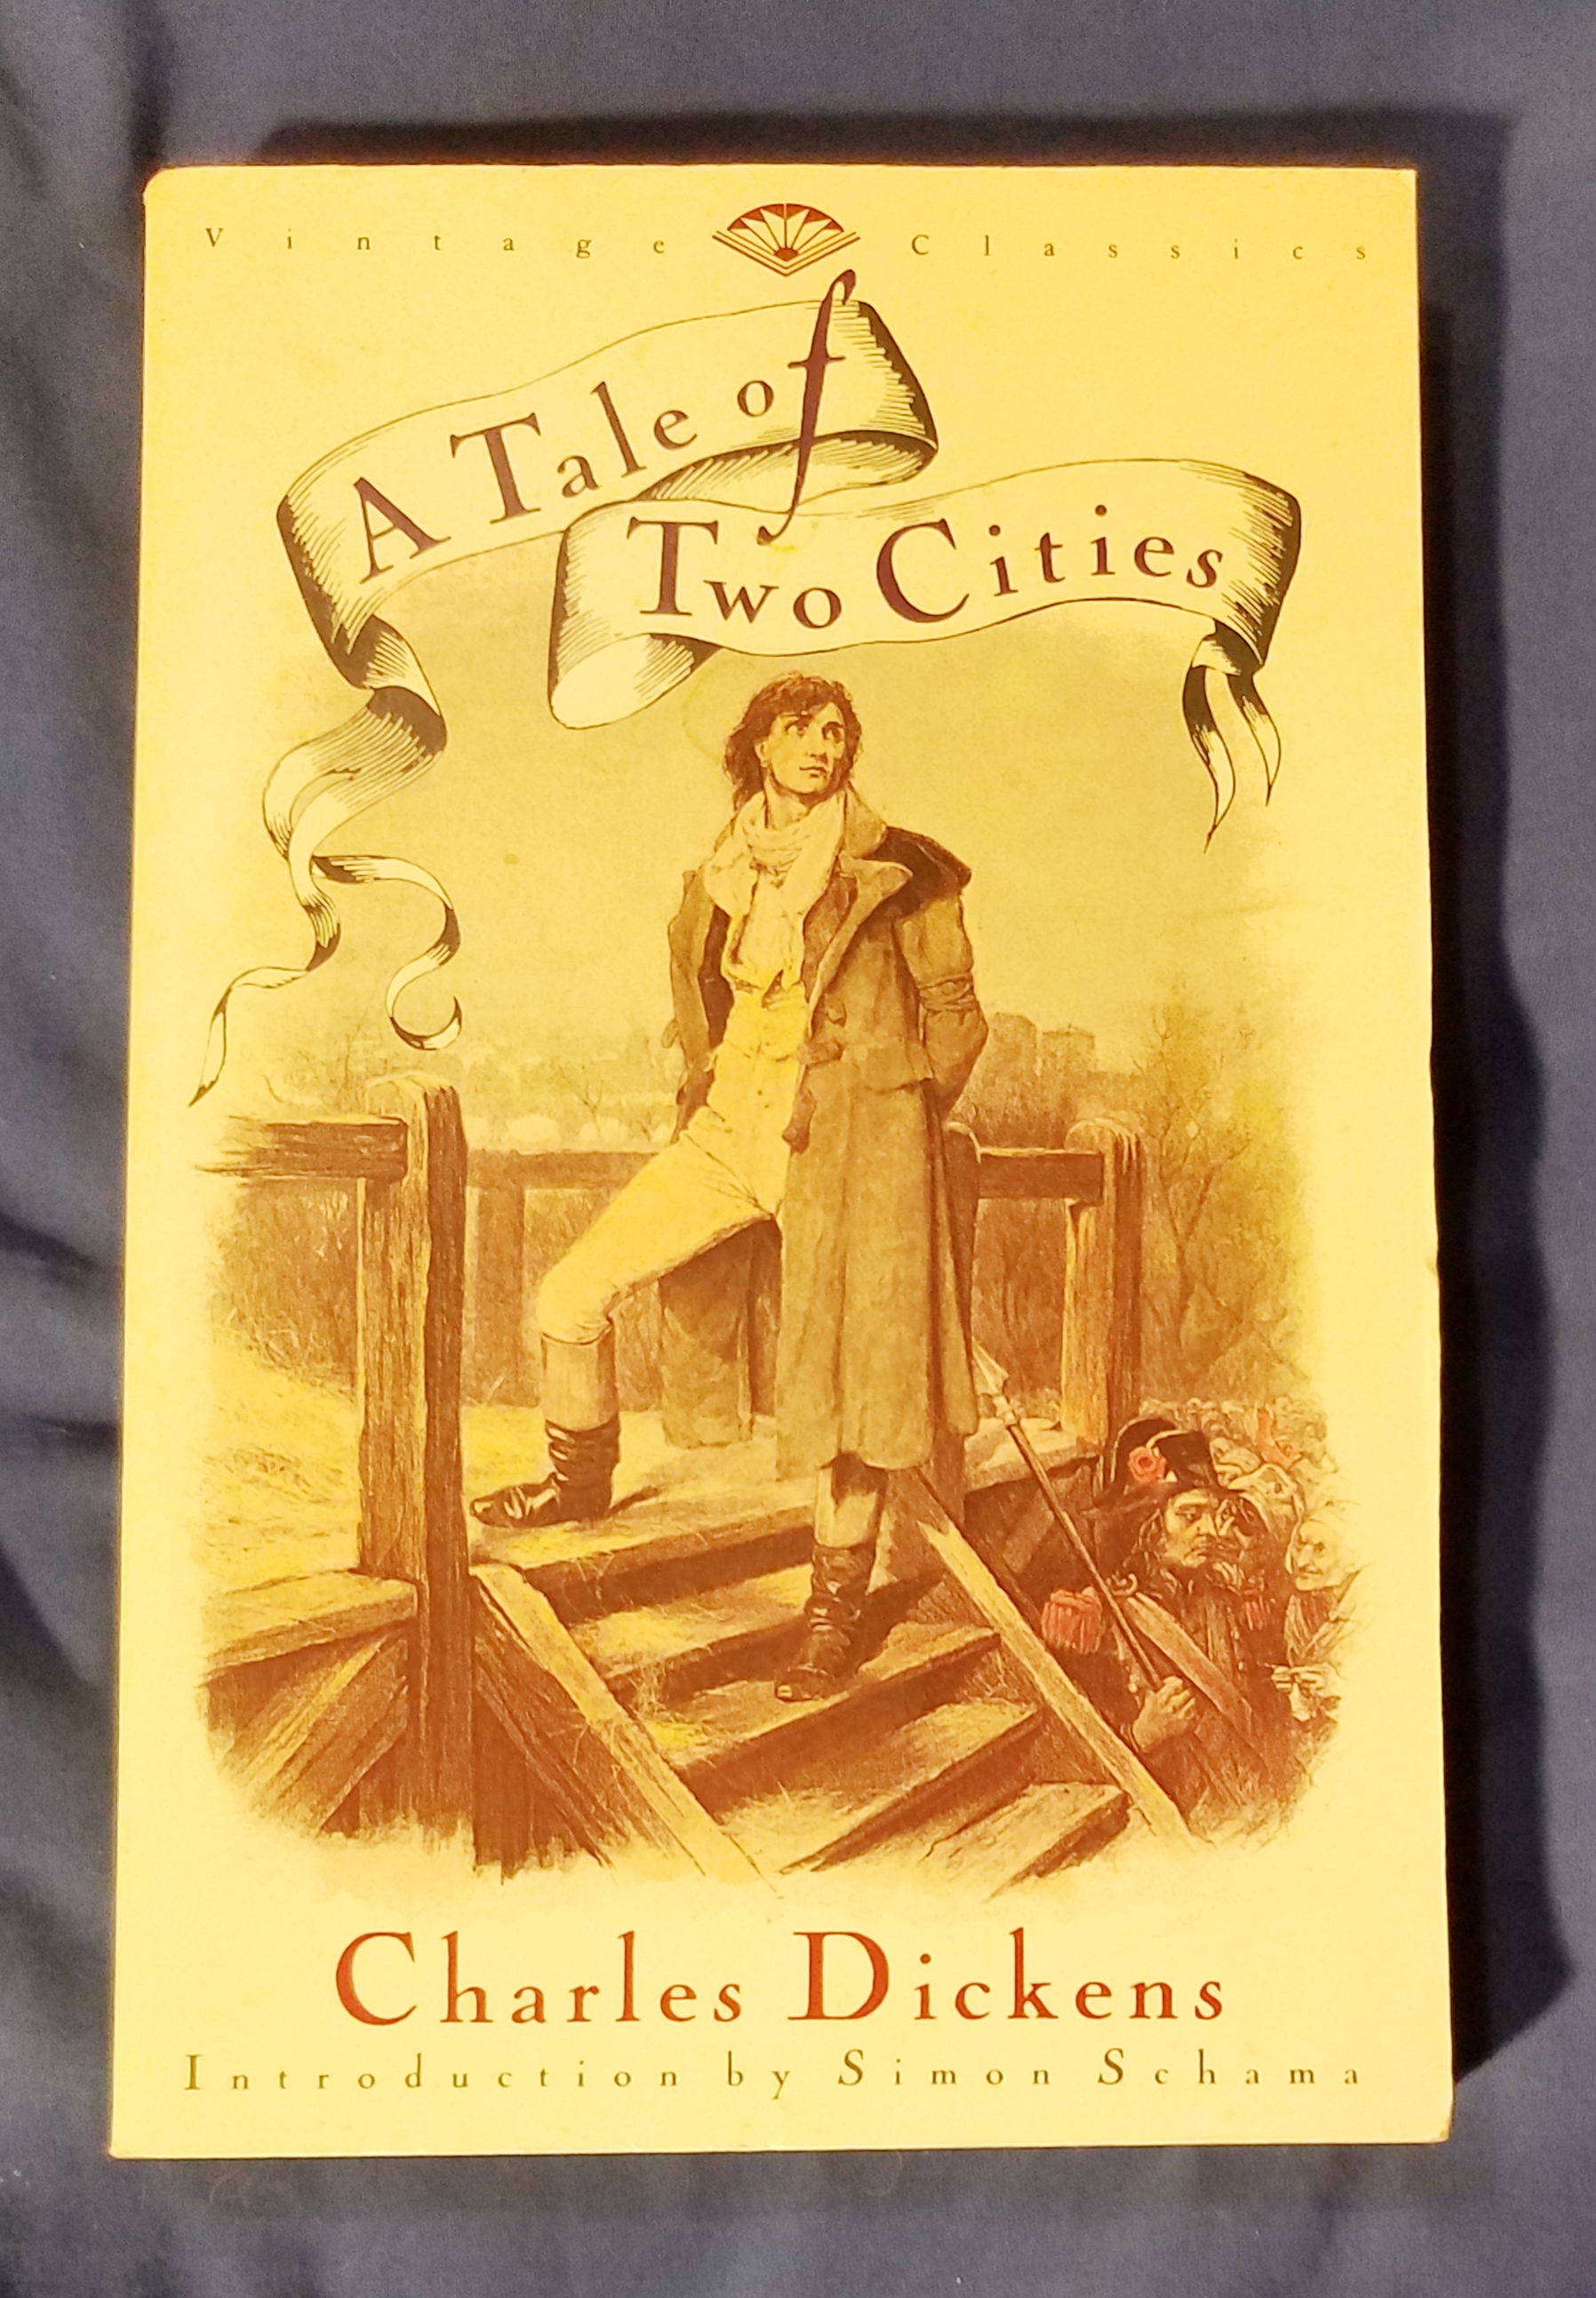 Vintage Classics
A Tale of
Two Cities
Charles Dickens
Introduction by Simon Schama